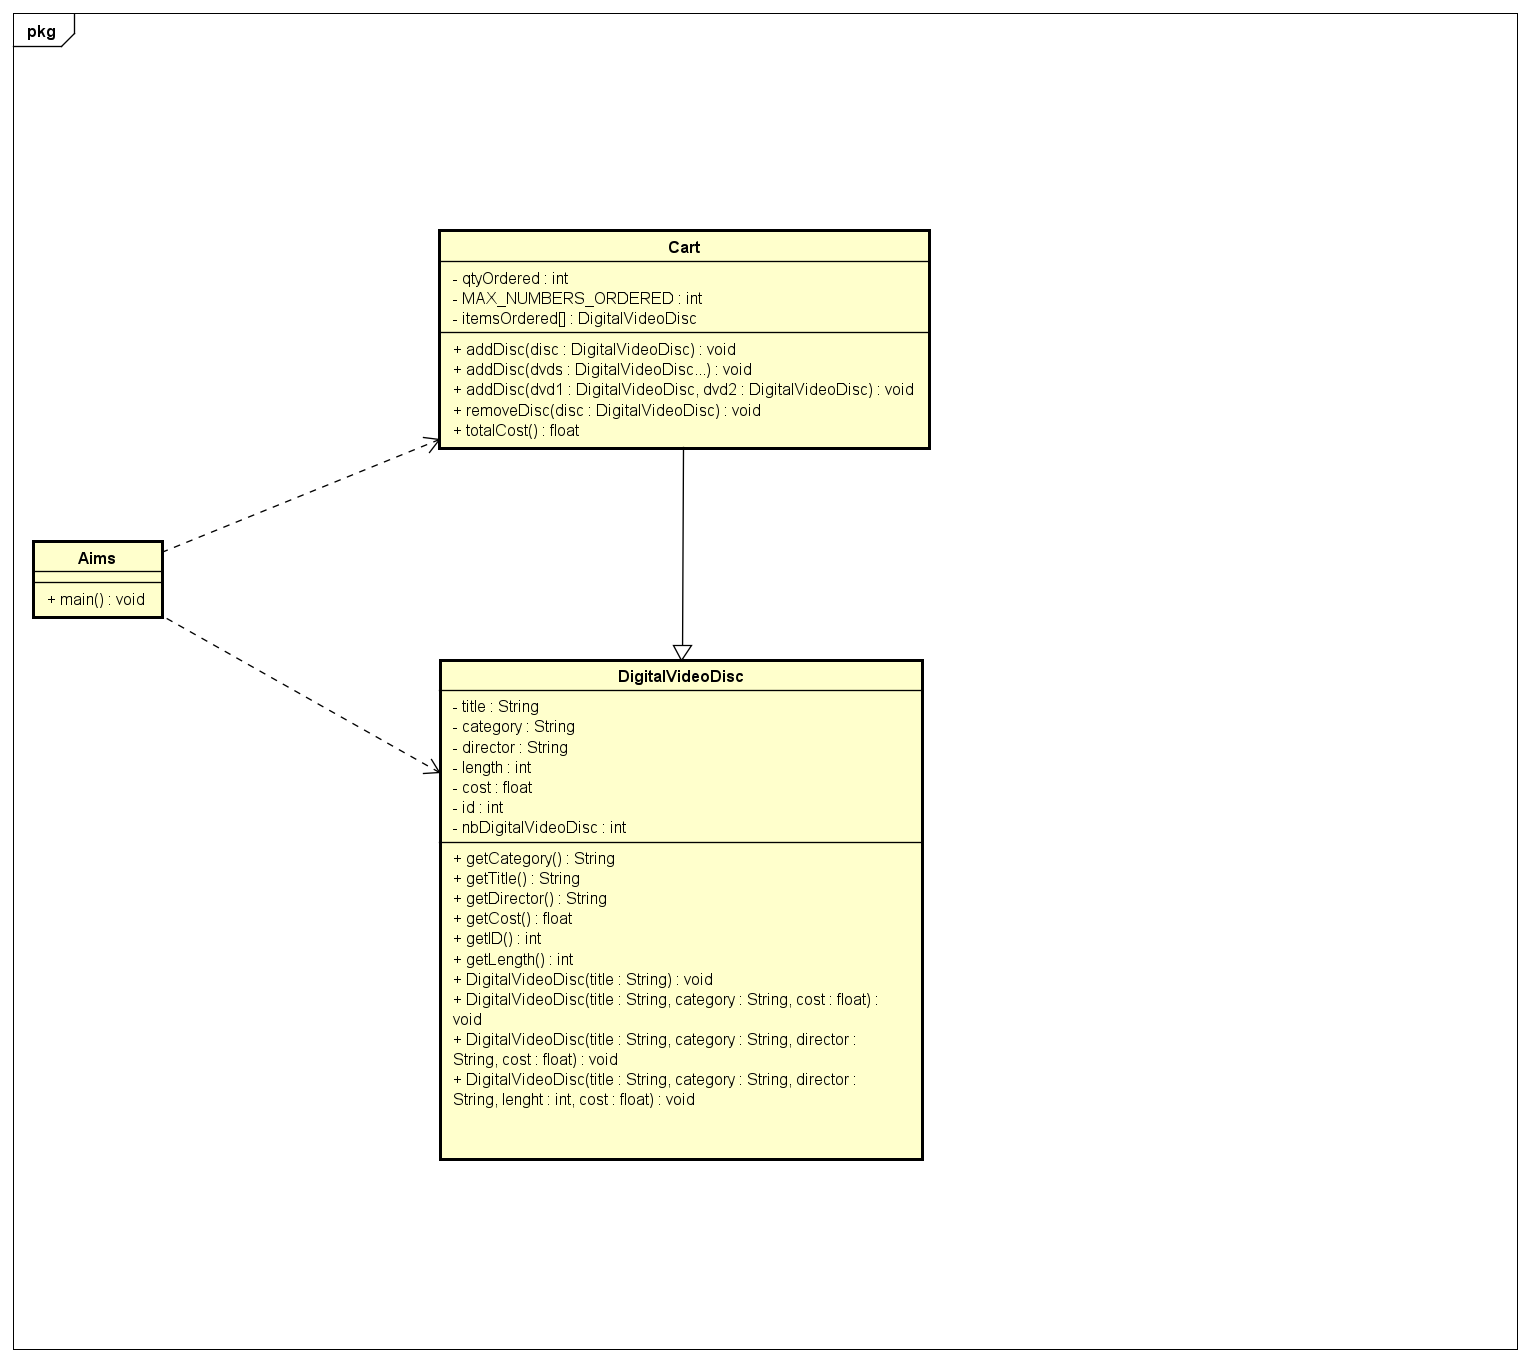 pkg
Cart
- qtyOrdered : int
- MAX_NUMBERS_ORDERED : int
- itemsOrdered[] : DigitalVideoDisc
+ addDisc(disc : DigitalVideoDisc) : void
+ addDisc(dvds : DigitalVideoDisc...) : void
+ addDisc(dvd1 : DigitalVideoDisc, dvd2 : DigitalVideoDisc) : void
+ removeDisc(disc : DigitalVideoDisc) : void
+ totalCost() : float
Aims
+ main() : void
DigitalVideoDisc
- title : String
- category : String
- director : String
- length : int
- cost : float
- id : int
- nbDigitalVideoDisc : int
+ getCategory() : String
+ getTitle() : String
+ getDirector() : String
+ getCost() : float
+ getID() : int
+ getLength() : int
+ DigitalVideoDisc(title : String) : void
+ DigitalVideoDisc(title : String, category : String, cost : float) :
void
+ DigitalVideoDisc(title : String, category : String, director :
String, cost : float) : void
+ DigitalVideoDisc(title : String, category : String, director :
String, lenght : int, cost : float) : void